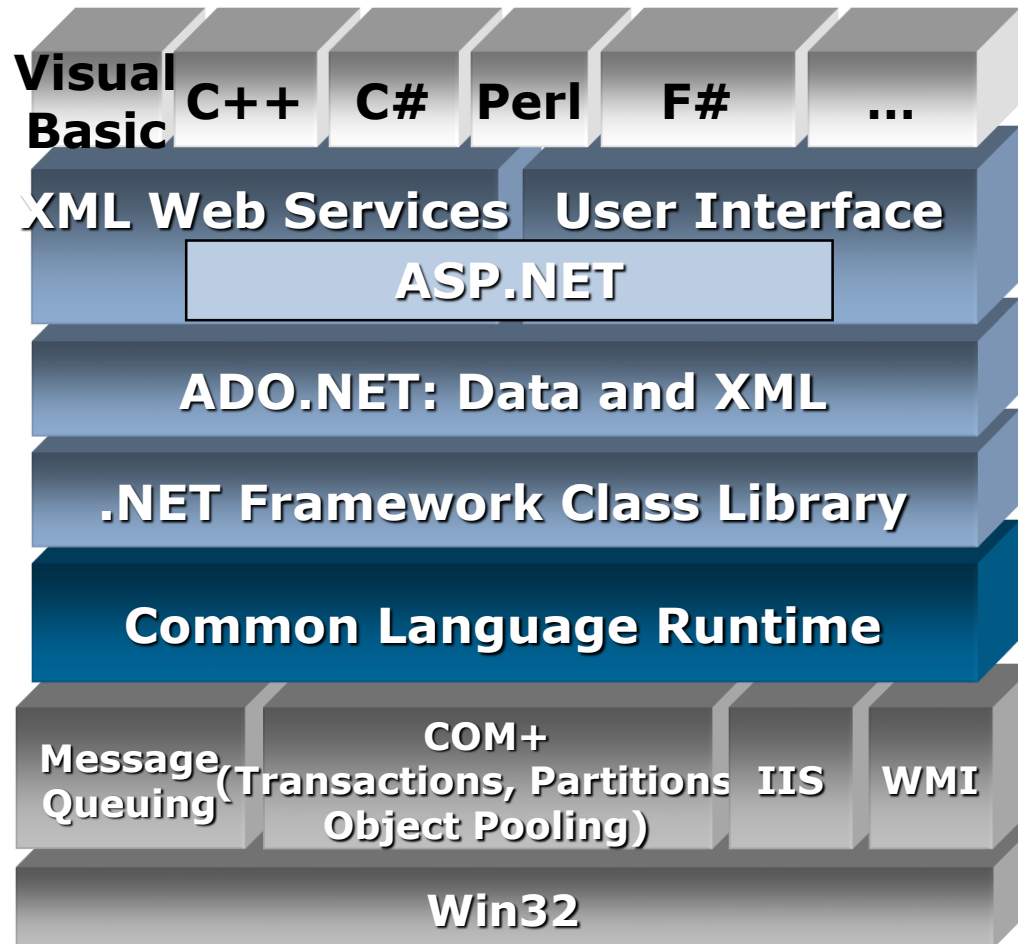 Visual
Basic
C++
C#
Perl
F#
...
XML Web Services
User Interface
ASP.NET
ADO.NET: Data and XML
.NET Framework Class Library
Common Language Runtime
Message
Queuing
COM+
(Transactions, Partitions
Object Pooling)
IIS
WMI
Win32